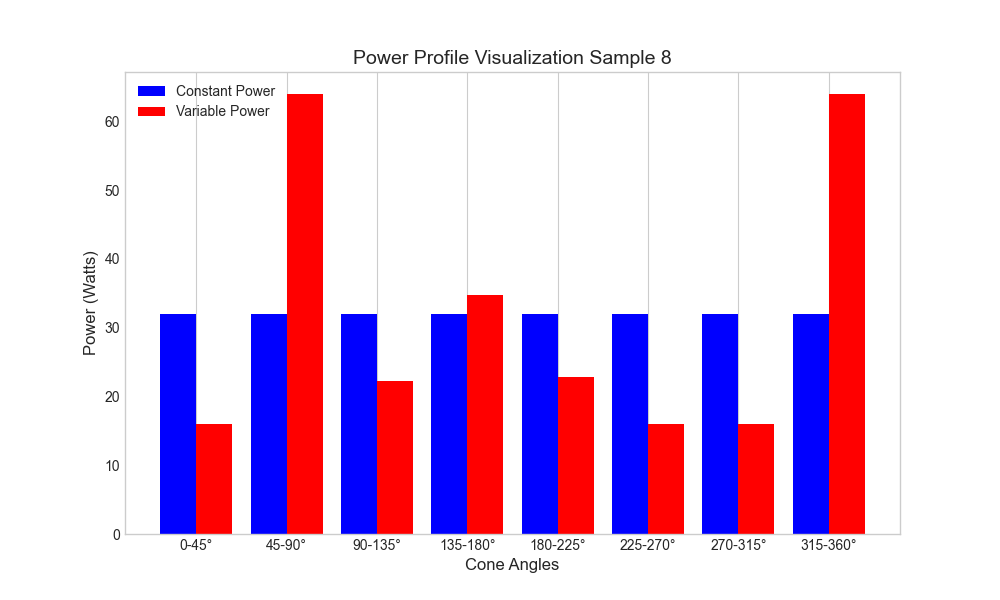 Power Profile Visualization Sample 8
Constant Power
Variable Power
Power (Watts)
60
50
40
30
20
10
0
0-45° 45-90° 90-135° 135-180° 180-225° 225-270° 270-315° 315-360°
Cone Angles